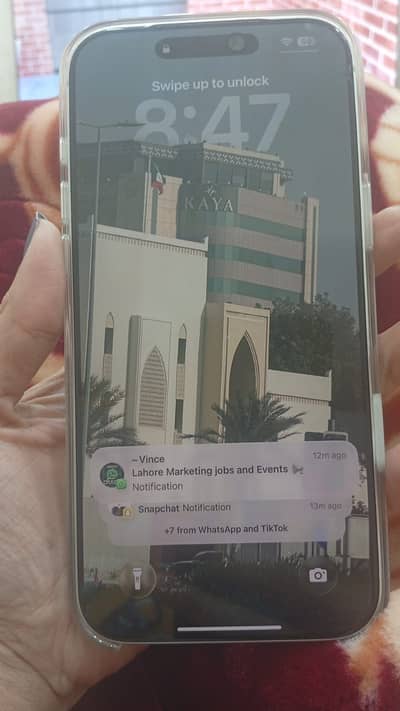 Swipe up to unlock
8:47
KAYA
~Vince
12m ago
Lahore Marketing jobs and Events
Notification
Snapchat Notification
13m ago
+7 from WhatsApp and TikTok